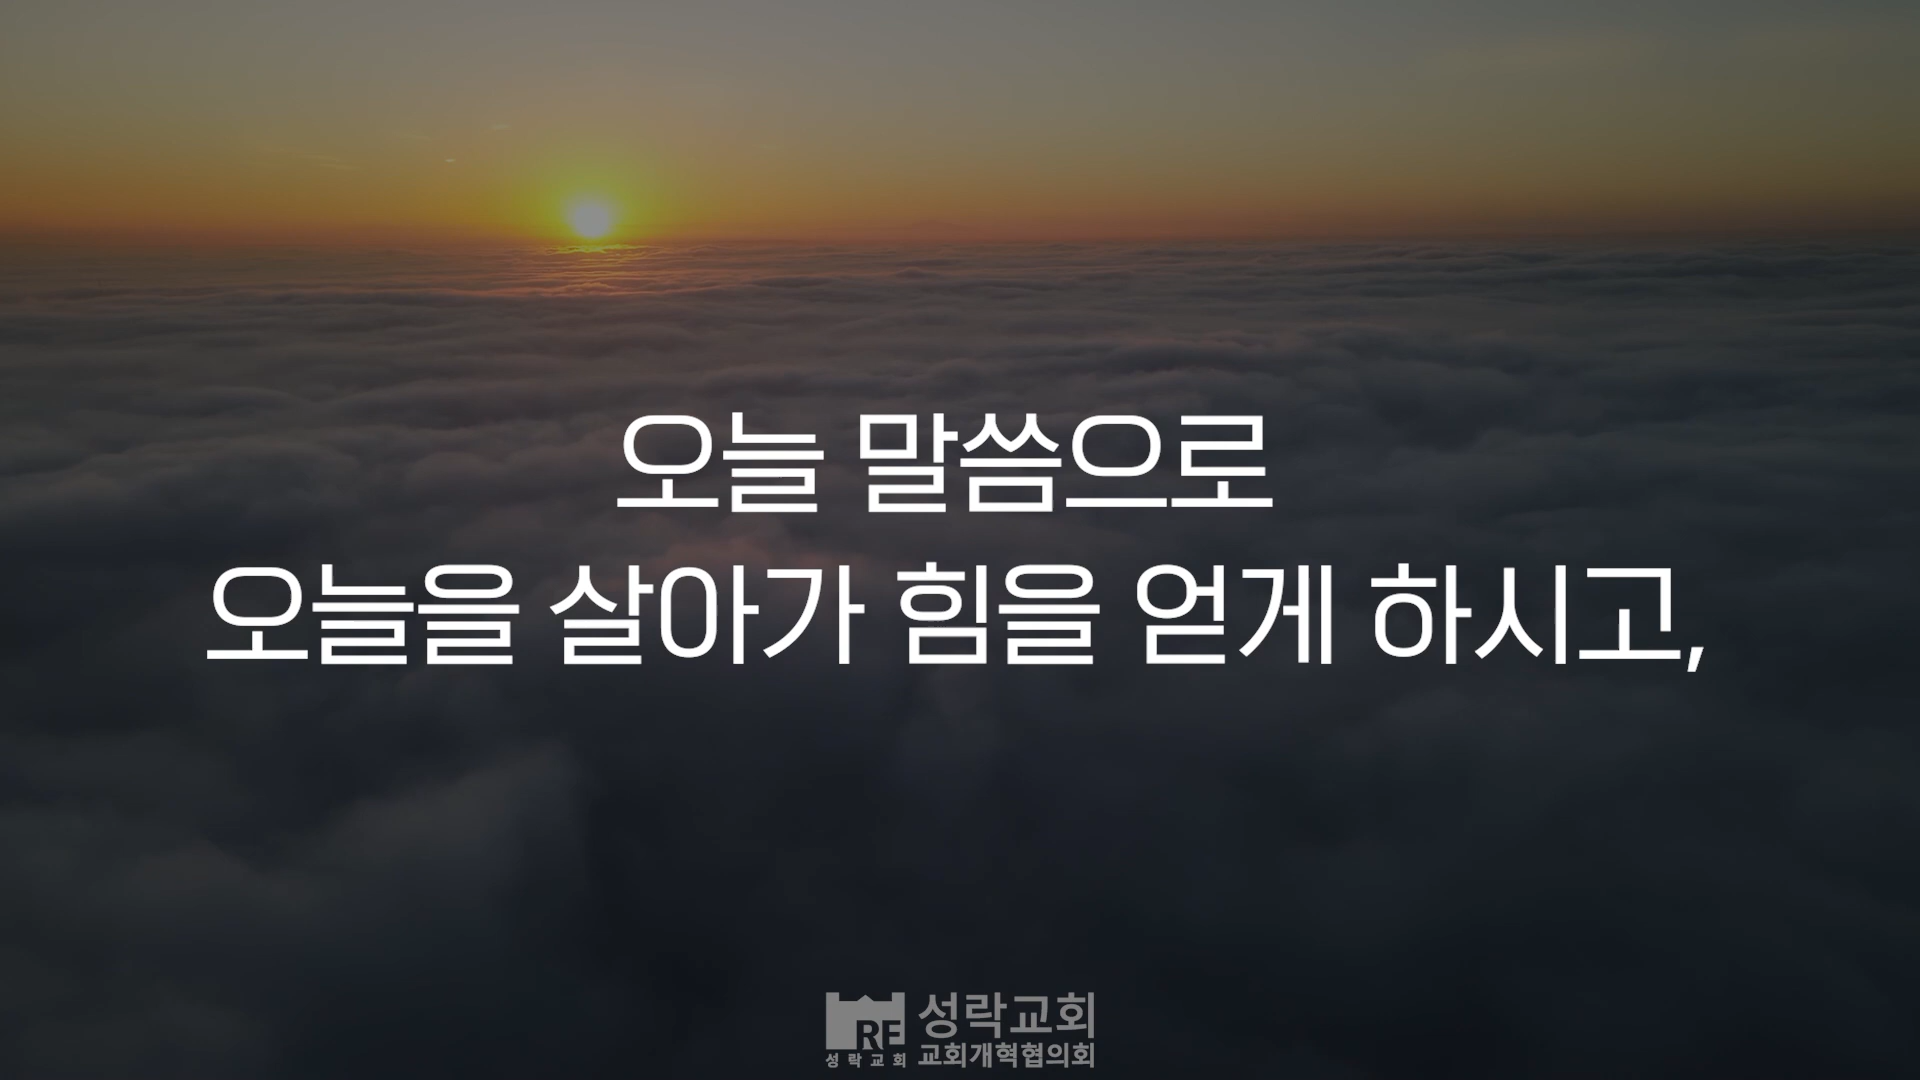 오늘 말씀으로
오늘을 살아가 힘을 얻게 하시고,
RE
성락교회
성락교회
교회개혁협의회